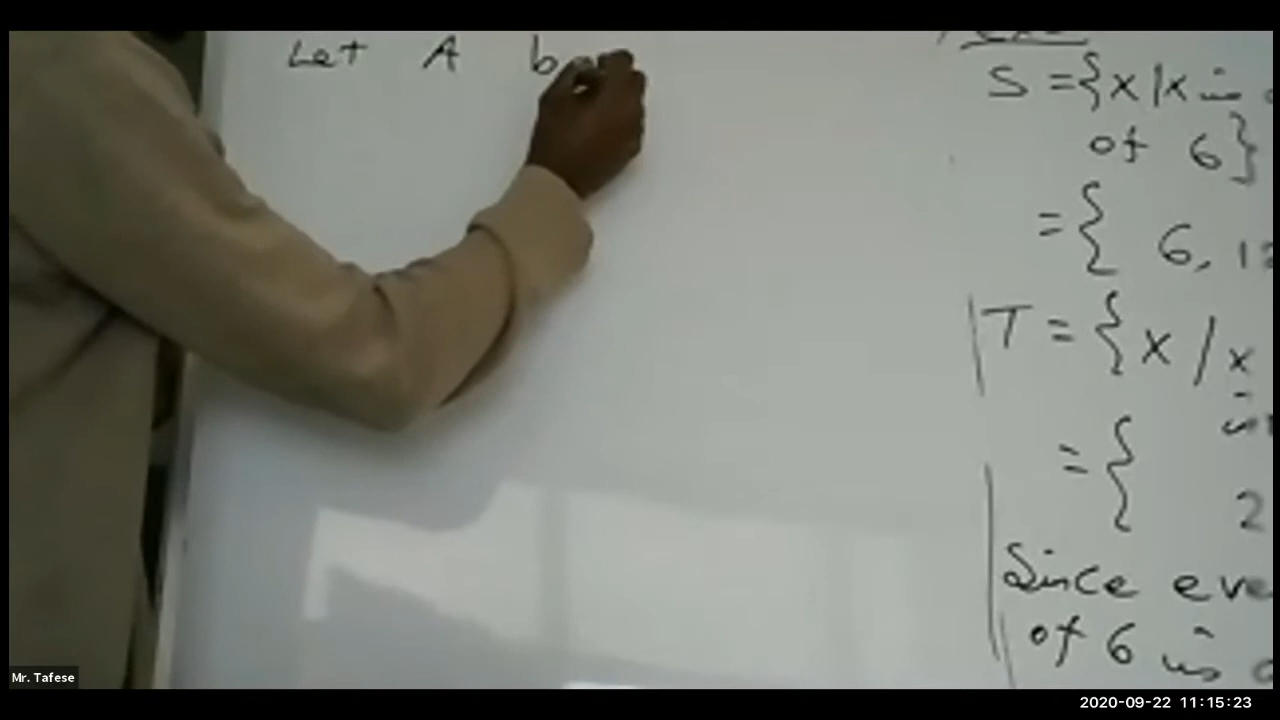 Let A b
S = {x/x is
of 6}
= { 6, 12
T = {x/x
= {
2
Since eve
of 6 is
Mr. Tafese
2020-09-22 11:15:23